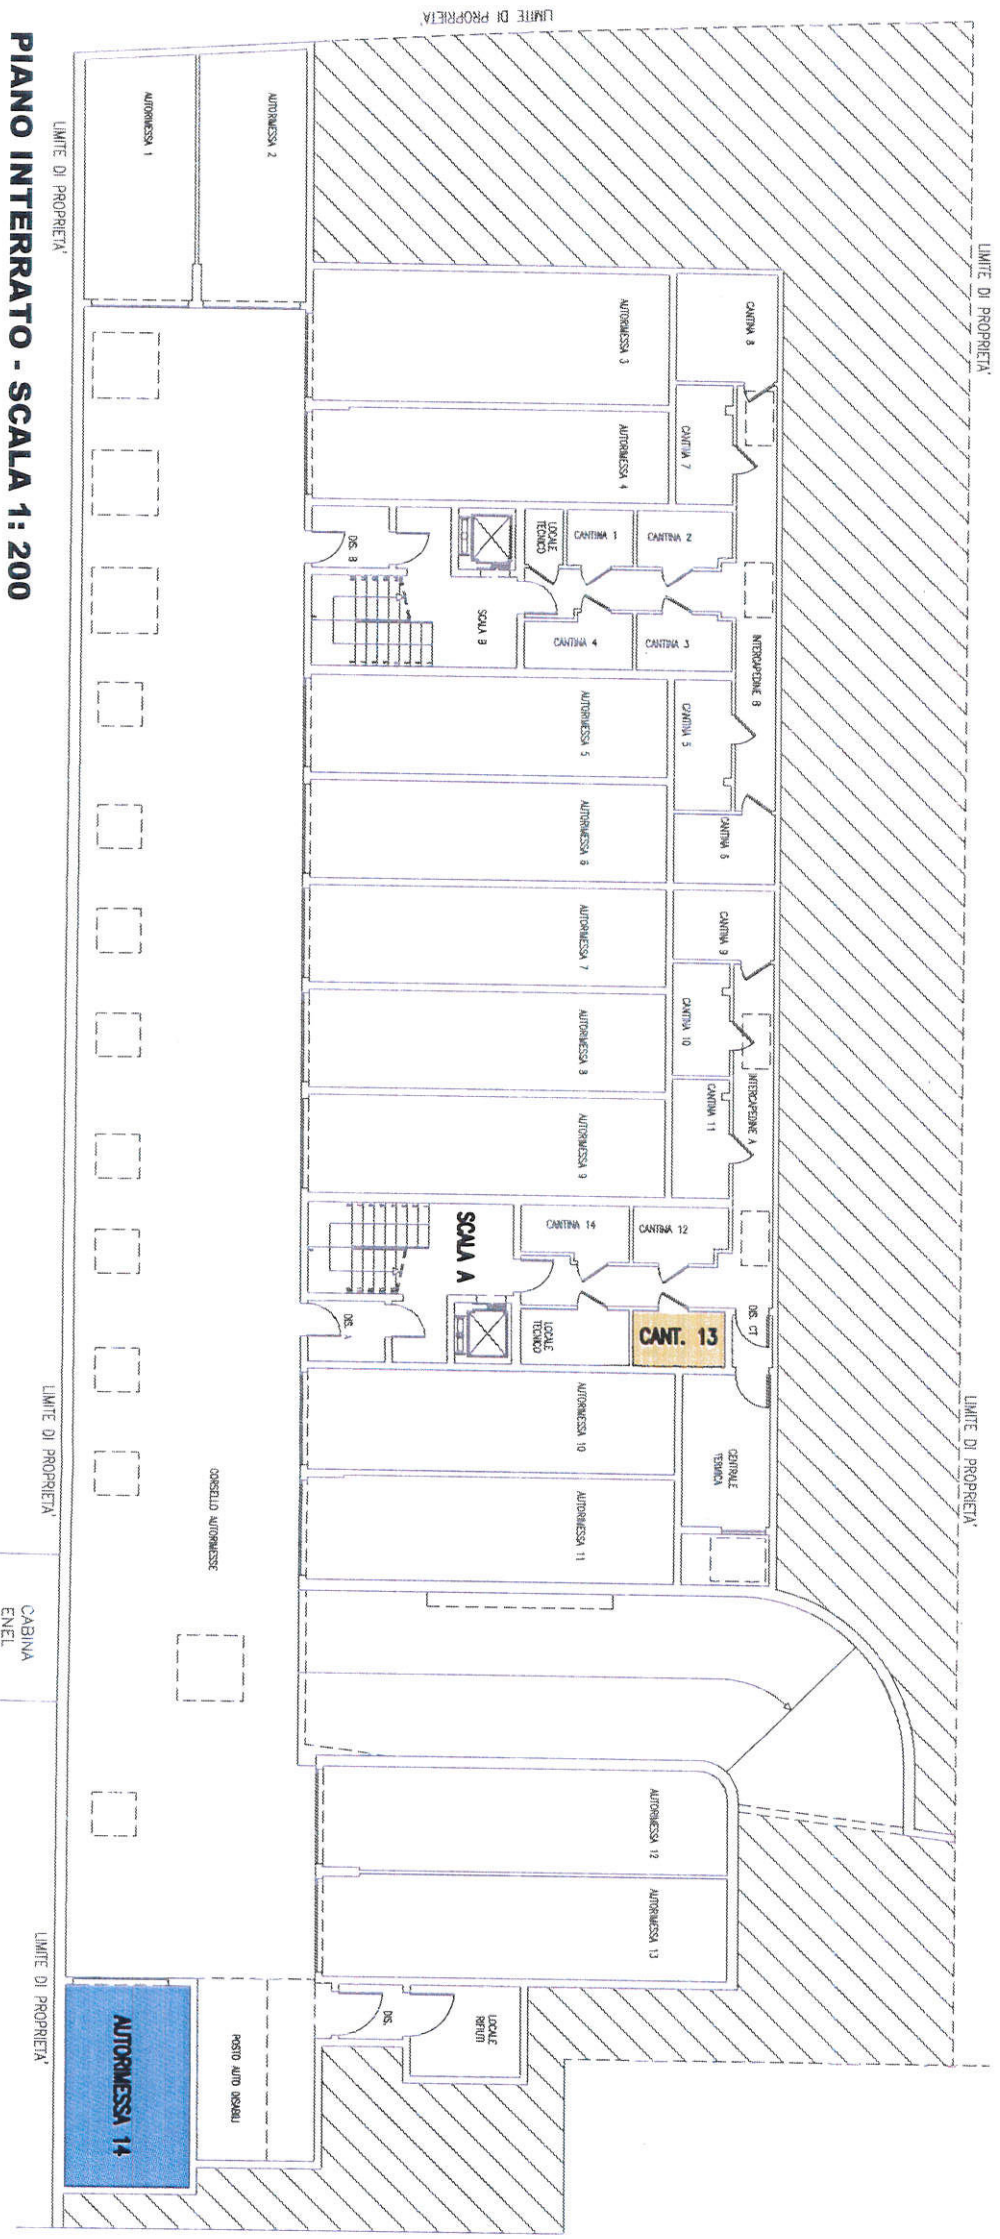 LIMITE DI PROPRIETA'
LIMITE DI PROPRIETA'
LIMITE DI PROPRIETA'
CANTINA 8
CANTINA 7
CANTINA 2
CANTINA 1
LOCALE
TECNICO
INTERCAPEDINE B
CANTINA 3
CANTINA 4
CANTINA 5
CANTINA 6
CANTINA 9
CANTINA 10
INTERCAPEDINE A
CANTINA 11
CANTINA 12
CANTINA 14
DIS. CT
CANT. 13
LOCALE
TECNICO
CENTRALE
TERMICA
AUTORIMESSA 2
AUTORIMESSA 1
AUTORIMESSA 3
AUTORIMESSA 4
DIS. B
SCALA B
AUTORIMESSA 5
AUTORIMESSA 6
AUTORIMESSA 7
AUTORIMESSA 8
AUTORIMESSA 9
SCALA A
DIS. A
AUTORIMESSA 10
AUTORIMESSA 11
AUTORIMESSA 12
AUTORIMESSA 13
LOCALE
RIFIUTI
DIS.
POSTO AUTO DISABILI
AUTORIMESSA 14
CORSELLO AUTORIMESSE
LIMITE DI PROPRIETA'
LIMITE DI PROPRIETA'
CABINA
ENEL
LIMITE DI PROPRIETA'
PIANO INTERRATO - SCALA 1: 200